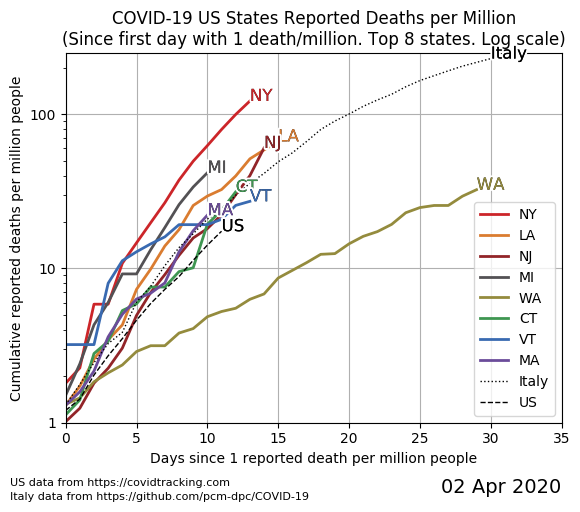 COVID-19 US States Reported Deaths per Million
(Since first day with 1 death/million. Top 8 states. Log scale)
Cumulative reported deaths per million people
100
10
1
Italy
NY
LA
NJ
MI
WA
CT
VT
MA
US
NY
LA
NJ
MI
WA
CT
VT
MA
Italy
US
0 5 10 15 20 25 30 35
Days since 1 reported death per million people
US data from https://covidtracking.com
Italy data from https://github.com/pcm-dpc/COVID-19
02 Apr 2020